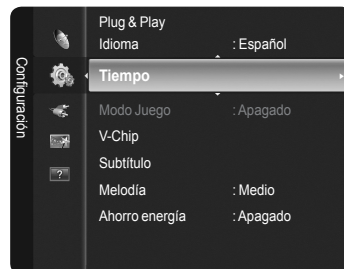 Configuración
Plug & Play
Idioma : Español
Tiempo
Modo Juego : Apagado
V-Chip
Subtítulo
Melodía : Medio
Ahorro energía : Apagado
?